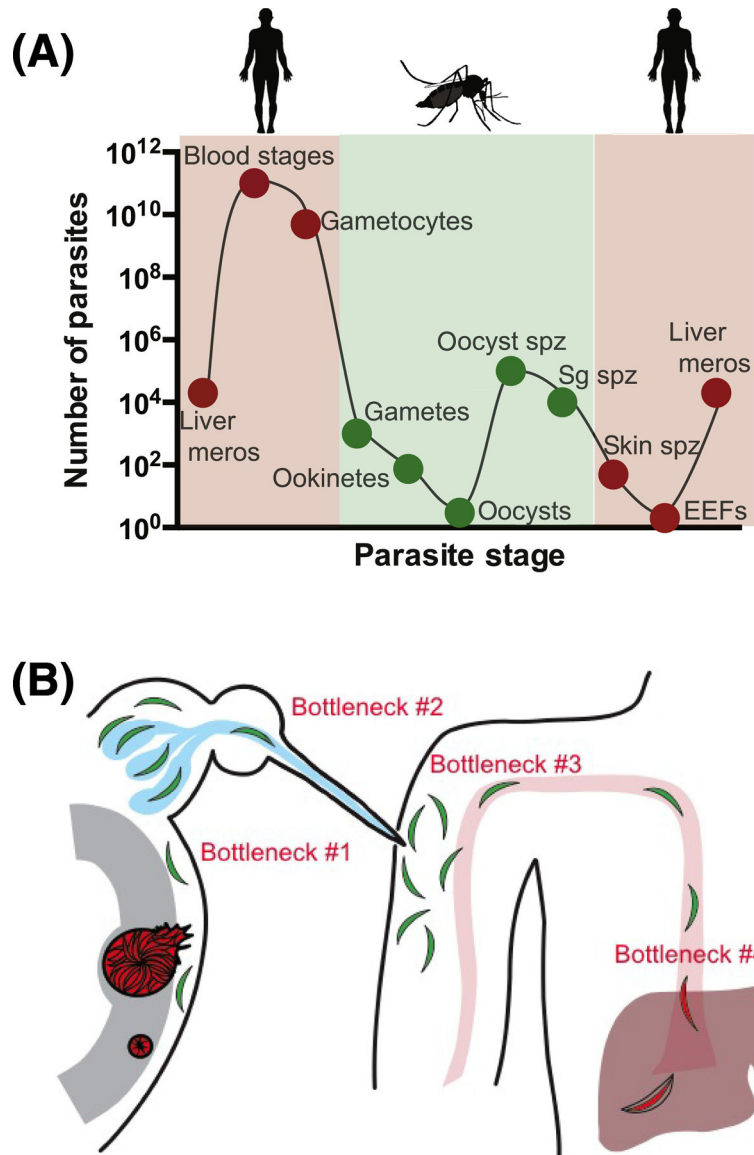 (A)
10¹²
Blood stages
10¹⁰
Gametocytes
10⁸
10⁶
Oocyst spz
Liver
meros
Sg spz
10⁴
Liver
meros
Gametes
Skin spz
10²
Ookinetes
Oocysts
EEFs
10⁰
Number of parasites
Parasite stage
(B)
Bottleneck #2
Bottleneck #3
Bottleneck #1
Bottleneck #